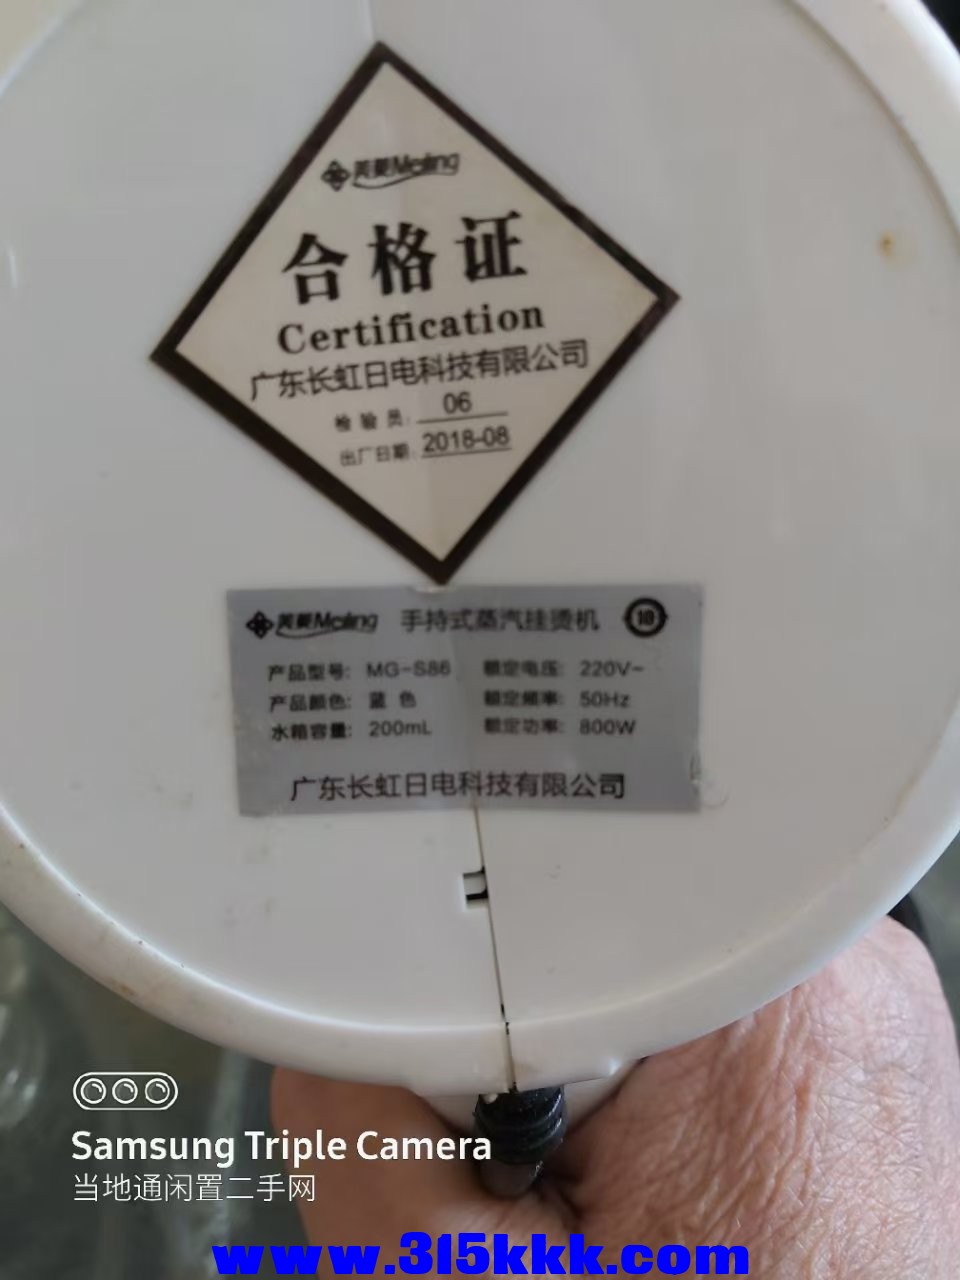 美菱Meiling
合格证
Certification
广东长虹日电科技有限公司
检验员: 06
出厂日期: 2018-08
美菱Meiling 手持式蒸汽挂烫机 10
产品型号: MG-S86 额定电压: 220V~
产品颜色: 蓝色 额定频率: 50Hz
水箱容量: 200mL 额定功率: 800W
广东长虹日电科技有限公司
Samsung Triple Camera
当地通闲置二手网
www.315kkk.com